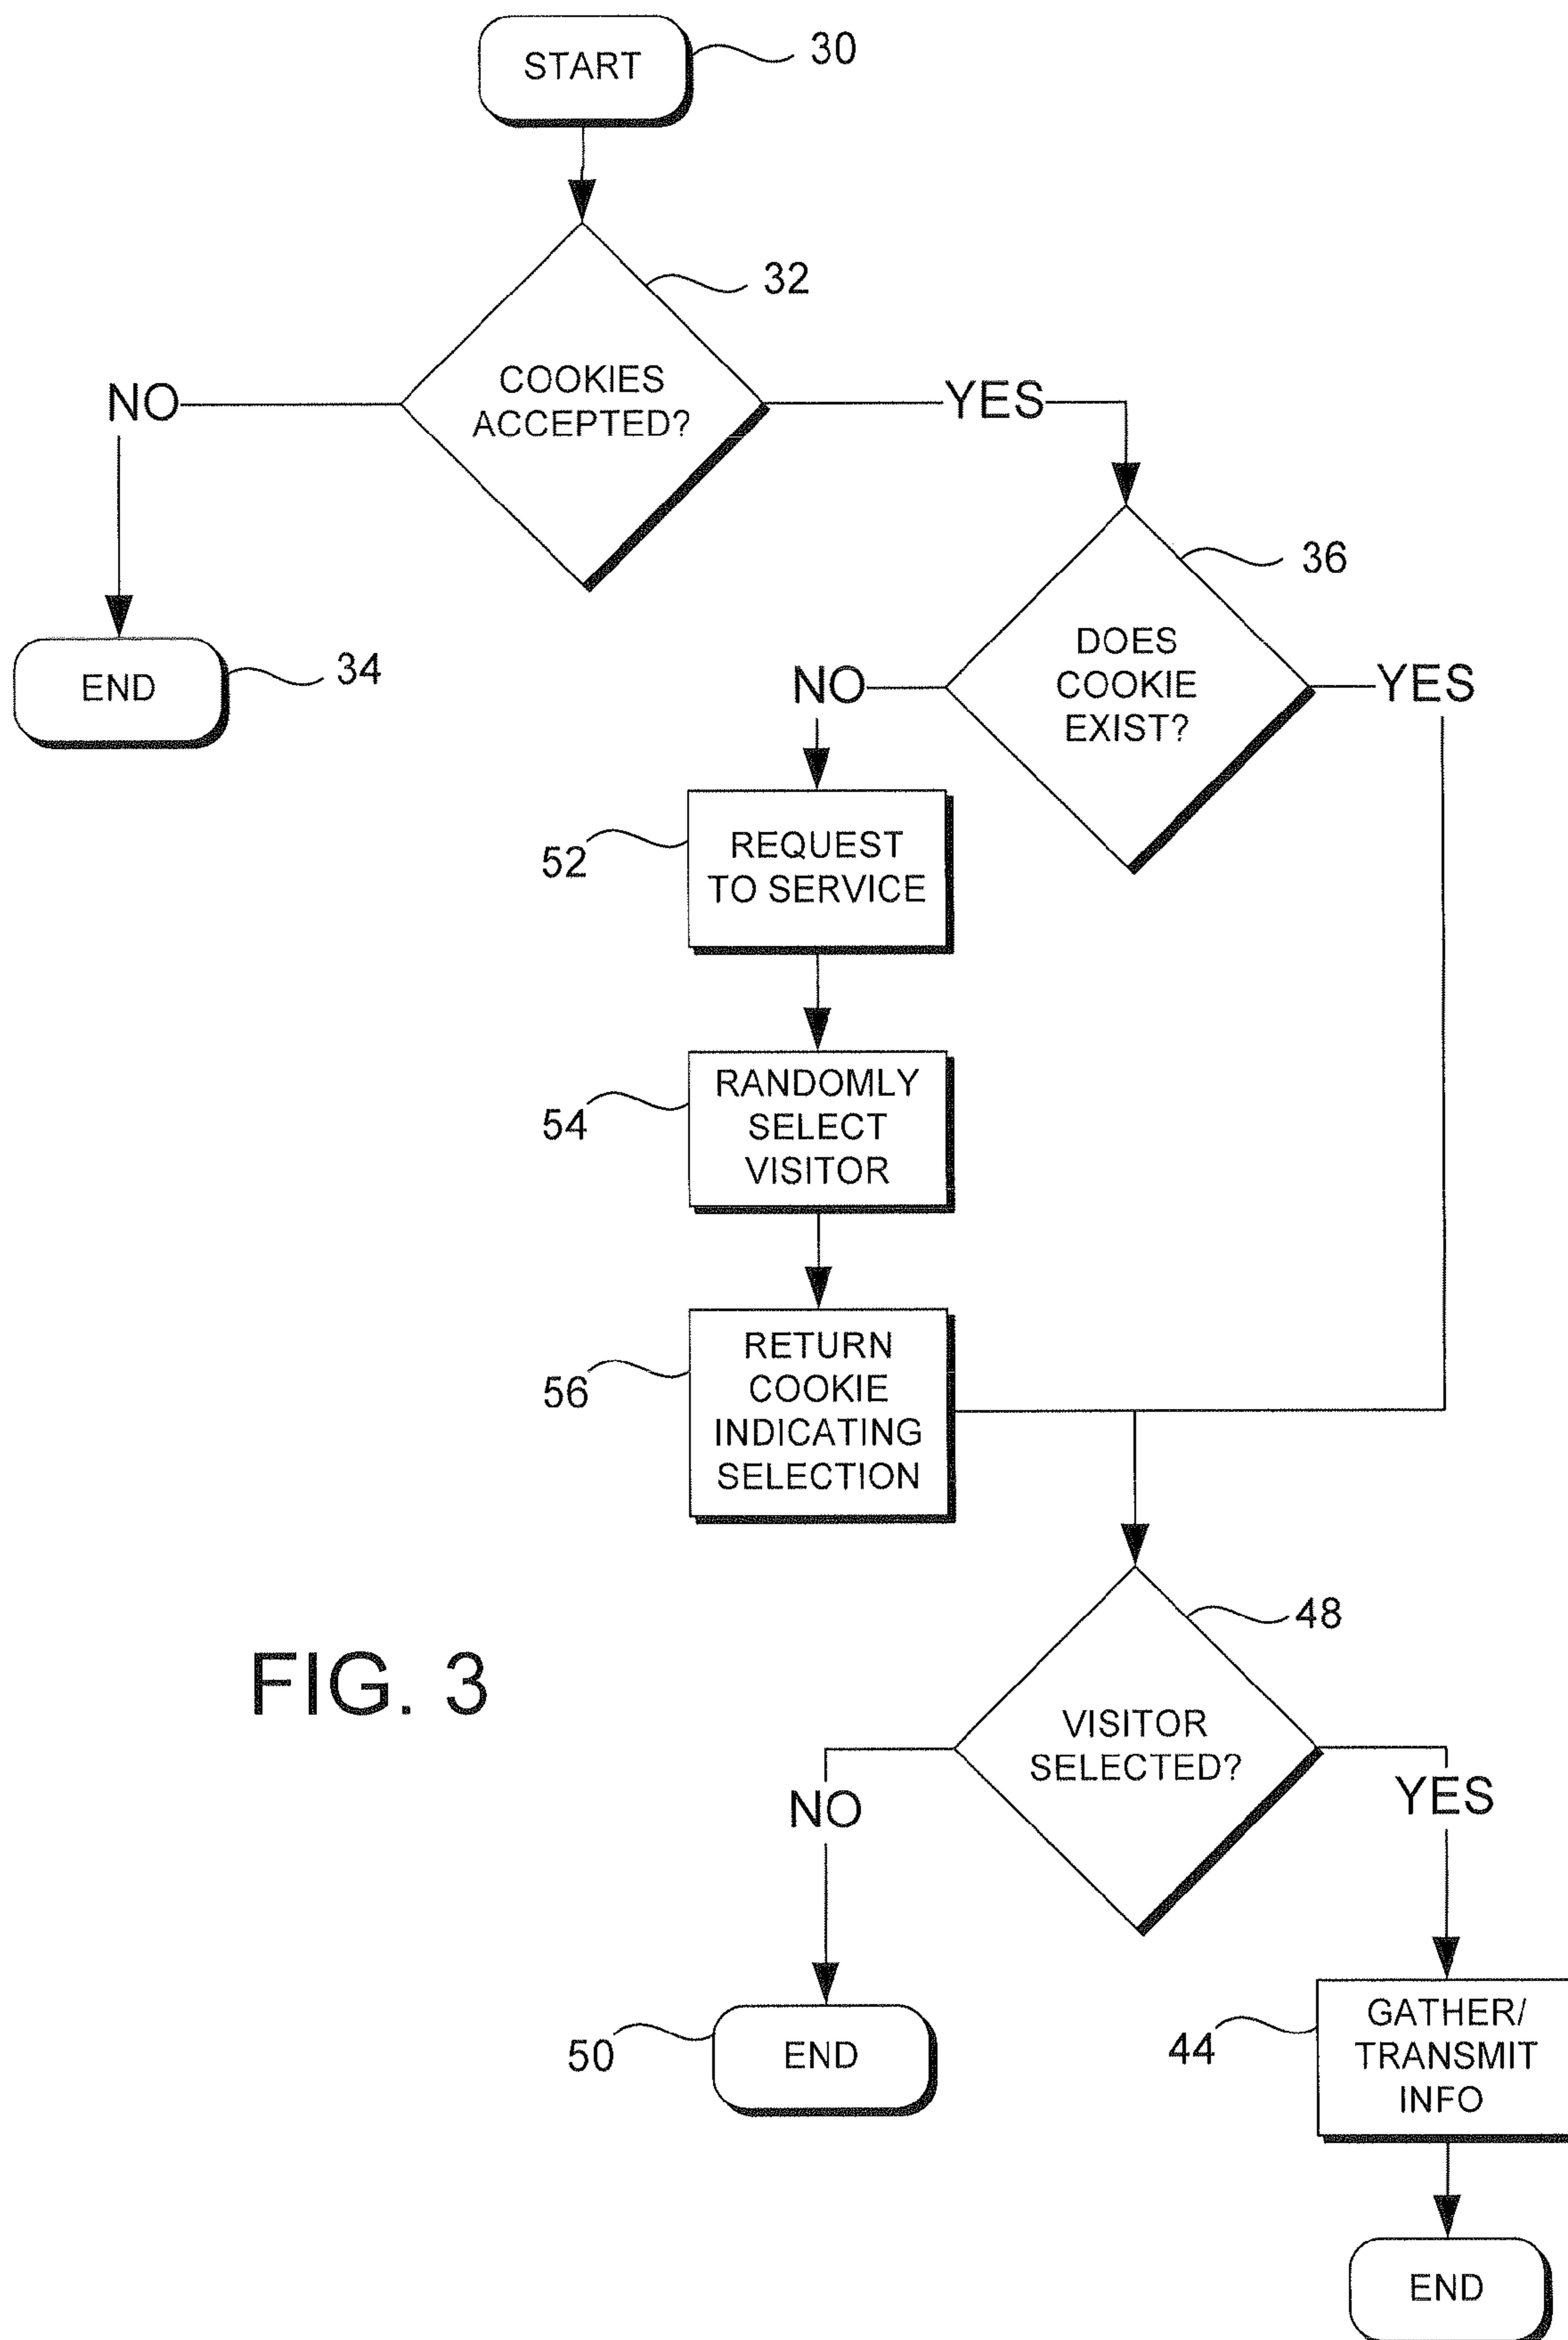 START
30
32
COOKIES
ACCEPTED?
NO
YES
36
DOES
COOKIE
EXIST?
END
34
NO
YES
52
REQUEST
TO SERVICE
54
RANDOMLY
SELECT
VISITOR
56
RETURN
COOKIE
INDICATING
SELECTION
48
FIG. 3
VISITOR
SELECTED?
NO
YES
50
END
44
GATHER/
TRANSMIT
INFO
END